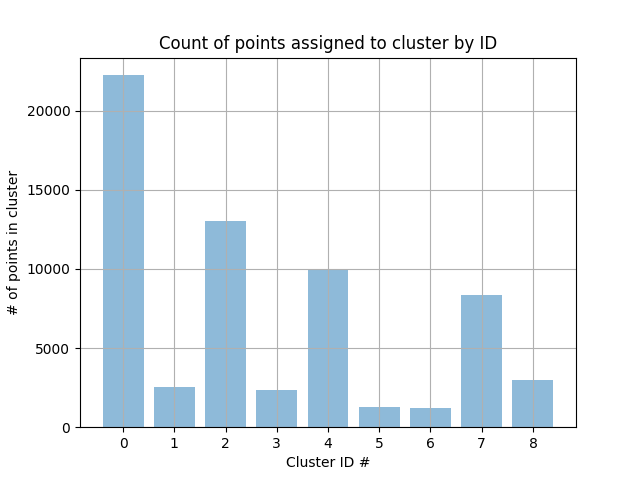 Count of points assigned to cluster by ID
# of points in cluster
20000
15000
10000
5000
0
0 1 2 3 4 5 6 7 8
Cluster ID #